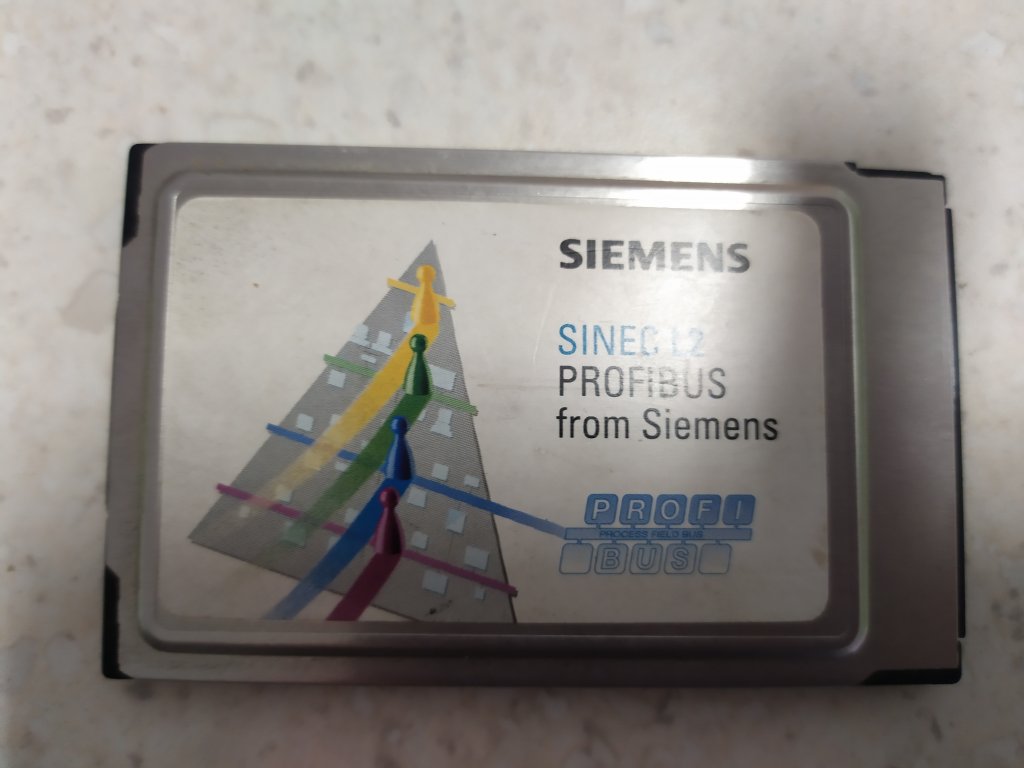 SIEMENS
SINEC L2
PROFIBUS
from Siemens
PROFI
PROCESS FIELD BUS
BUS